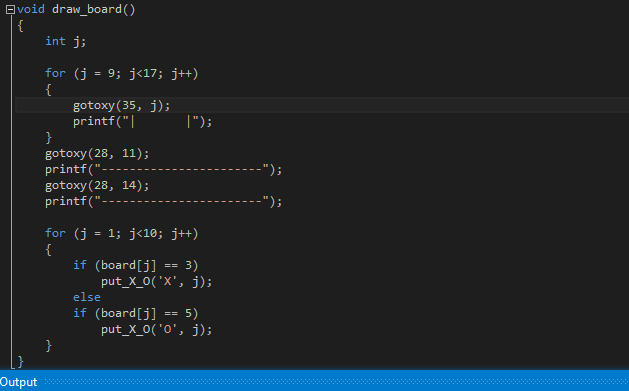 void draw_board()
{
    int j;

    for (j = 9; j<17; j++)
    {
        gotoxy(35, j);
        printf("|       |");
    }
    gotoxy(28, 11);
    printf("-----------------------");
    gotoxy(28, 14);
    printf("-----------------------");

    for (j = 1; j<10; j++)
    {
        if (board[j] == 3)
            put_X_O('X', j);
        else
        if (board[j] == 5)
            put_X_O('O', j);
    }
}
Output